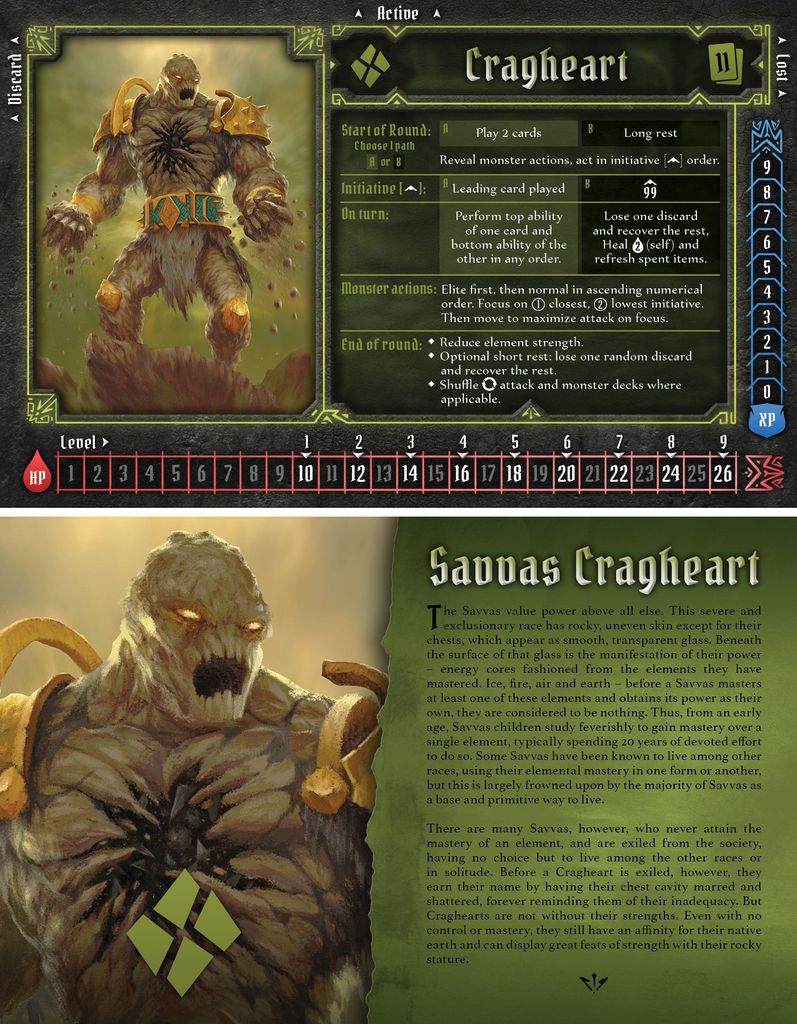 Active
Discard
Lost
Cragheart
11
Start of Round:
Choose 1 path
A or B
A Play 2 cards
B Long rest
Reveal monster actions, act in initiative [ ] order.
Initiative [ ]:
A Leading card played
B 99
On turn:
Perform top ability
of one card and
bottom ability of the
other in any order.
Lose one discard
and recover the rest,
Heal 2 (self) and
refresh spent items.
Monster actions:
Elite first, then normal in ascending numerical
order. Focus on ① closest, ② lowest initiative.
Then move to maximize attack on focus.
End of round:
◆ Reduce element strength.
◆ Optional short rest: lose one random discard
and recover the rest.
◆ Shuffle attack and monster decks where
applicable.
9
8
7
6
5
4
3
2
1
0
XP
Level 1 2 3 4 5 6 7 8 9
HP 1 2 3 4 5 6 7 8 9 10 11 12 13 14 15 16 17 18 19 20 21 22 23 24 25 26
Savvas Cragheart
The Savvas value power above all else. This severe and
exclusionary race has rocky, uneven skin except for their
chests, which appear as smooth, transparent glass. Beneath
the surface of that glass is the manifestation of their power
– energy cores fashioned from the elements they have
mastered. Ice, fire, air and earth – before a Savvas masters
at least one of these elements and obtains its power as their
own, they are considered to be nothing. Thus, from an early
age, Savvas children study feverishly to gain mastery over a
single element, typically spending 20 years of devoted effort
to do so. Some Savvas have been known to live among other
races, using their elemental mastery in one form or another,
but this is largely frowned upon by the majority of Savvas as
a base and primitive way to live.
There are many Savvas, however, who never attain the
mastery of an element, and are exiled from the society,
having no choice but to live among the other races or
in solitude. Before a Cragheart is exiled, however, they
earn their name by having their chest cavity marred and
shattered, forever reminding them of their inadequacy. But
Craghearts are not without their strengths. Even with no
control or mastery, they still have an affinity for their native
earth and can display great feats of strength with their rocky
stature.